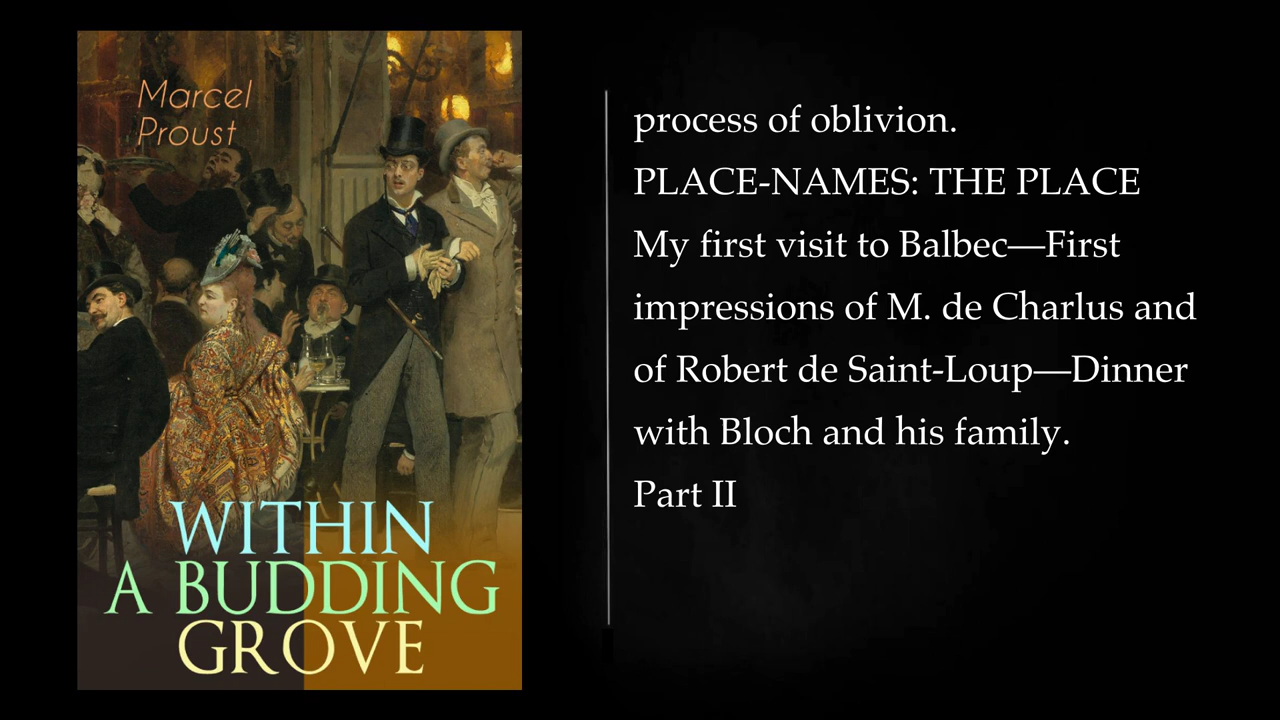 Marcel
Proust
WITHIN
A BUDDING
GROVE
process of oblivion.
PLACE-NAMES: THE PLACE
My first visit to Balbec—First
impressions of M. de Charlus and
of Robert de Saint-Loup—Dinner
with Bloch and his family.
Part II